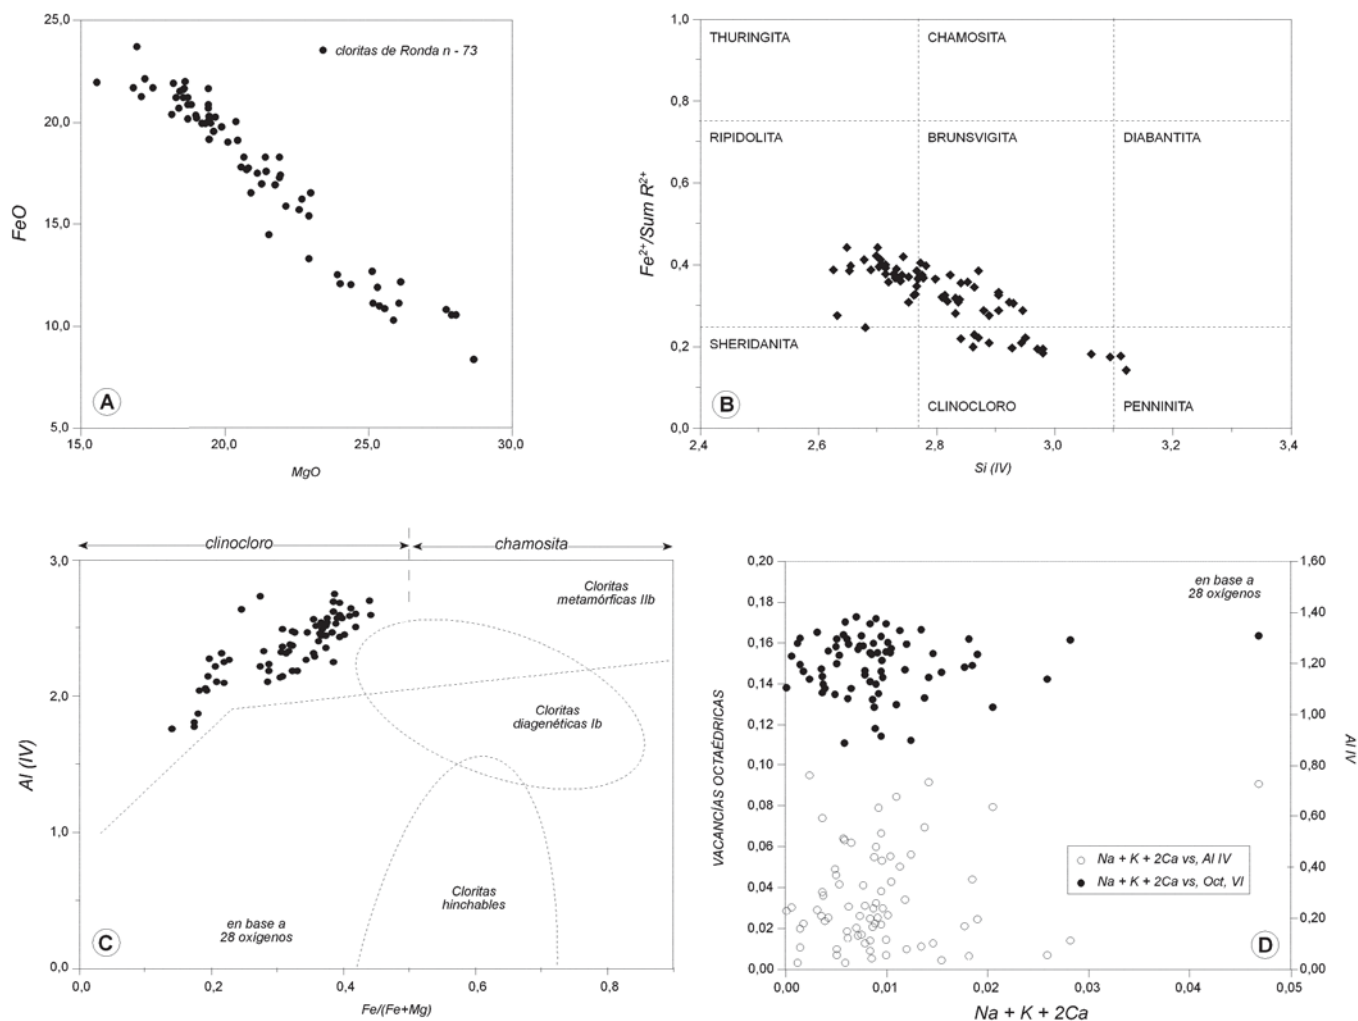 25,0
20,0
15,0
10,0
5,0
FeO
cloritas de Ronda n - 73
A
15,0 20,0 25,0 30,0
MgO
1,0
0,8
0,6
0,4
0,2
0,0
Fe2+/Sum R2+
THURINGITA CHAMOSITA
RIPIDOLITA BRUNSVIGITA DIABANTITA
SHERIDANITA
CLINOCLORO PENNINITA
B
2,4 2,6 2,8 3,0 3,2 3,4
Si (IV)
clinocloro chamosita
3,0
2,0
1,0
0,0
Al (IV)
Cloritas
metamórficas IIb
Cloritas
diagenéticas Ib
Cloritas
hinchables
en base a
28 oxígenos
C
0,0 0,2 0,4 0,6 0,8
Fe/(Fe+Mg)
0,20
0,18
0,16
0,14
0,12
0,10
0,08
0,06
0,04
0,02
0,00
VACANCÍAS OCTAÉDRICAS
en base a
28 oxígenos
1,60
1,40
1,20
1,00
0,80
0,60
0,40
0,20
0,00
Al IV
Na + K + 2Ca vs, Al IV
Na + K + 2Ca vs, Oct, VI
D
0,00 0,01 0,02 0,03 0,04 0,05
Na + K + 2Ca